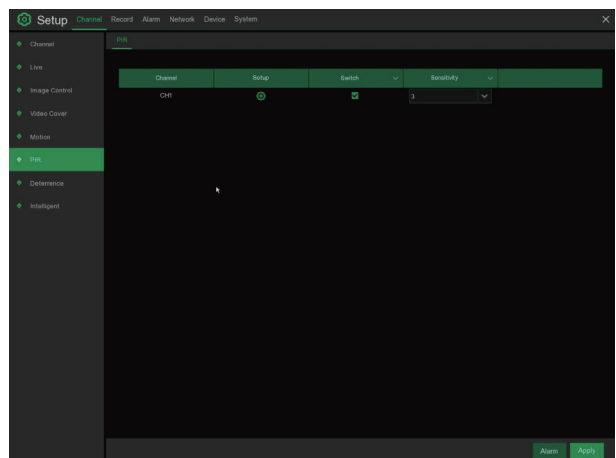 Setup Channel Record Alarm Network Device System
Channel
PIR
Live
Channel Setup Switch Sensitivity
Image Control
CH1 3
Video Cover
Motion
PIR
Deterrence
Intelligent
Alarm Apply